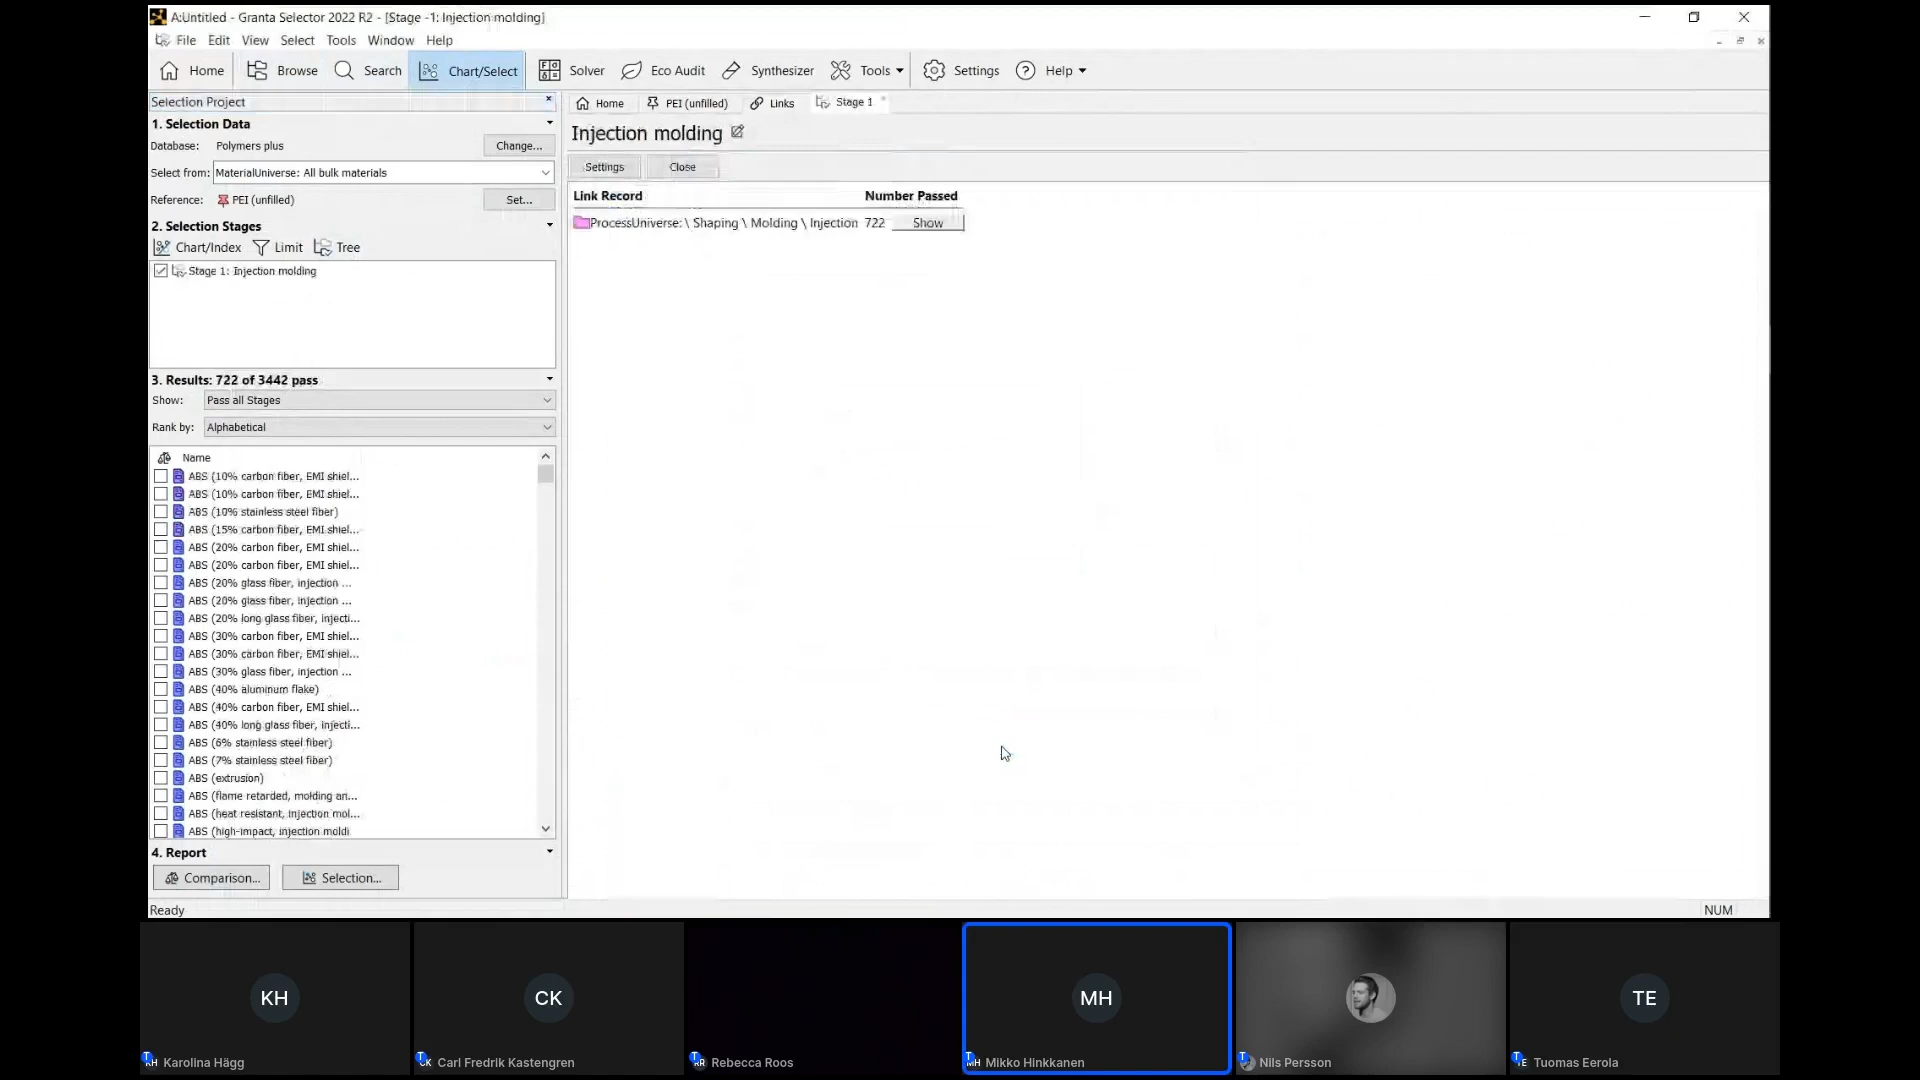 A:Untitled - Granta Selector 2022 R2 - [Stage -1: Injection molding]
File Edit View Select Tools Window Help
Home Browse Search Chart/Select Solver Eco Audit Synthesizer Tools Settings Help
Selection Project
1. Selection Data
Database: Polymers plus Change...
Select from: MaterialUniverse: All bulk materials
Reference: PEI (unfilled) Set...
2. Selection Stages
Chart/Index Limit Tree
Stage 1: Injection molding
3. Results: 722 of 3442 pass
Show: Pass all Stages
Rank by: Alphabetical
Name
ABS (10% carbon fiber, EMI shiel...
ABS (10% carbon fiber, EMI shiel...
ABS (10% stainless steel fiber)
ABS (15% carbon fiber, EMI shiel...
ABS (20% carbon fiber, EMI shiel...
ABS (20% carbon fiber, EMI shiel...
ABS (20% glass fiber, injection ...
ABS (20% glass fiber, injection ...
ABS (20% long glass fiber, injecti...
ABS (30% carbon fiber, EMI shiel...
ABS (30% carbon fiber, EMI shiel...
ABS (30% glass fiber, injection ...
ABS (40% aluminum flake)
ABS (40% carbon fiber, EMI shiel...
ABS (40% long glass fiber, injecti...
ABS (6% stainless steel fiber)
ABS (7% stainless steel fiber)
ABS (extrusion)
ABS (flame retarded, molding an...
ABS (heat resistant, injection mol...
ABS (high-impact, injection moldi
4. Report
Comparison... Selection...
Ready
Home PEI (unfilled) Links Stage 1
Injection molding
Settings Close
Link Record Number Passed
ProcessUniverse: \ Shaping \ Molding \ Injection 722 Show
NUM
KH
CK
MH
TE
T KH Karolina Hägg
T CK Carl Fredrik Kastengren
T RR Rebecca Roos
T MH Mikko Hinkkanen
T Nils Persson
T TE Tuomas Eerola